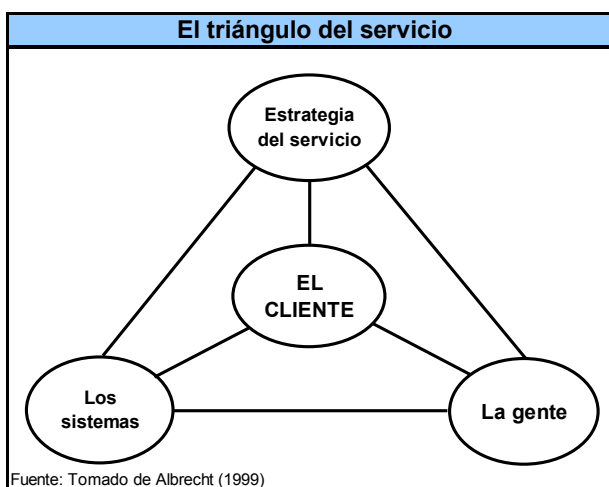 El triángulo del servicio
Estrategia
del servicio
EL
CLIENTE
Los
sistemas
La gente
Fuente: Tomado de Albrecht (1999)